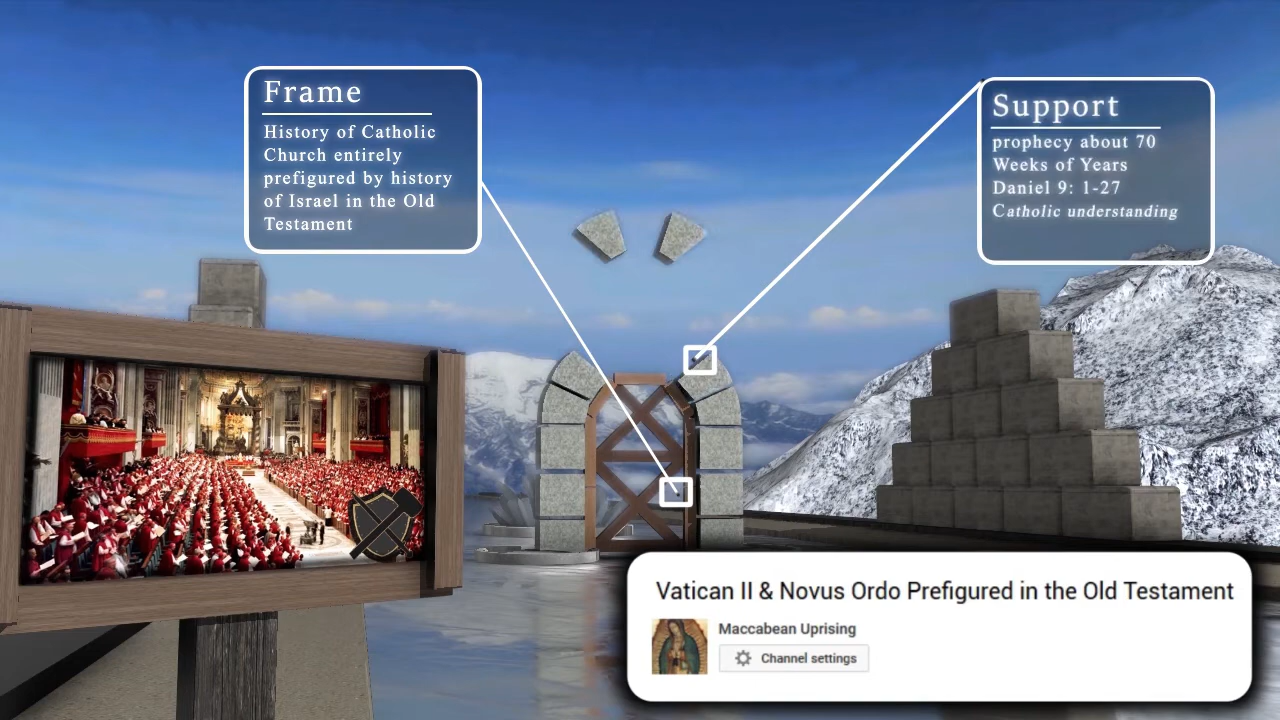 Frame
History of Catholic
Church entirely
prefigured by history
of Israel in the Old
Testament
Support
prophecy about 70
Weeks of Years
Daniel 9: 1-27
Catholic understanding
Vatican II & Novus Ordo Prefigured in the Old Testament
Maccabean Uprising
Channel settings